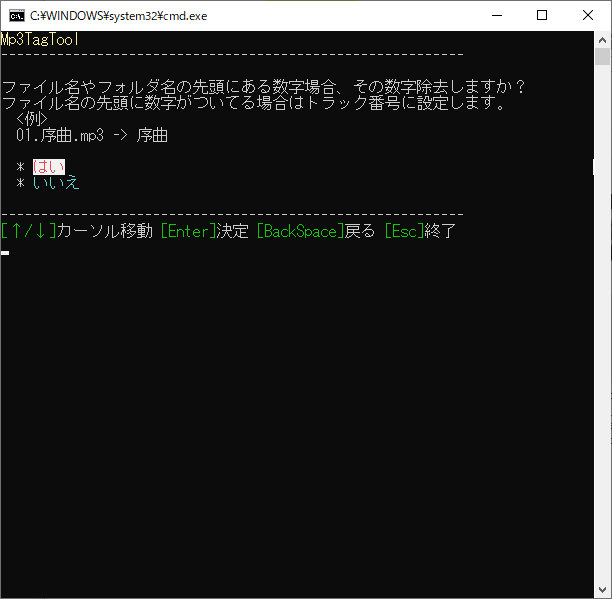 C:¥WINDOWS¥system32¥cmd.exe
Mp3TagTool
----------------------------------------------------------
ファイル名やフォルダ名の先頭にある数字場合、その数字除去しますか？
ファイル名の先頭に数字がついてる場合はトラック番号に設定します。
<例>
01.序曲.mp3 -> 序曲
* はい
* いいえ
----------------------------------------------------------
[↑/↓]カーソル移動 [Enter]決定 [BackSpace]戻る [Esc]終了